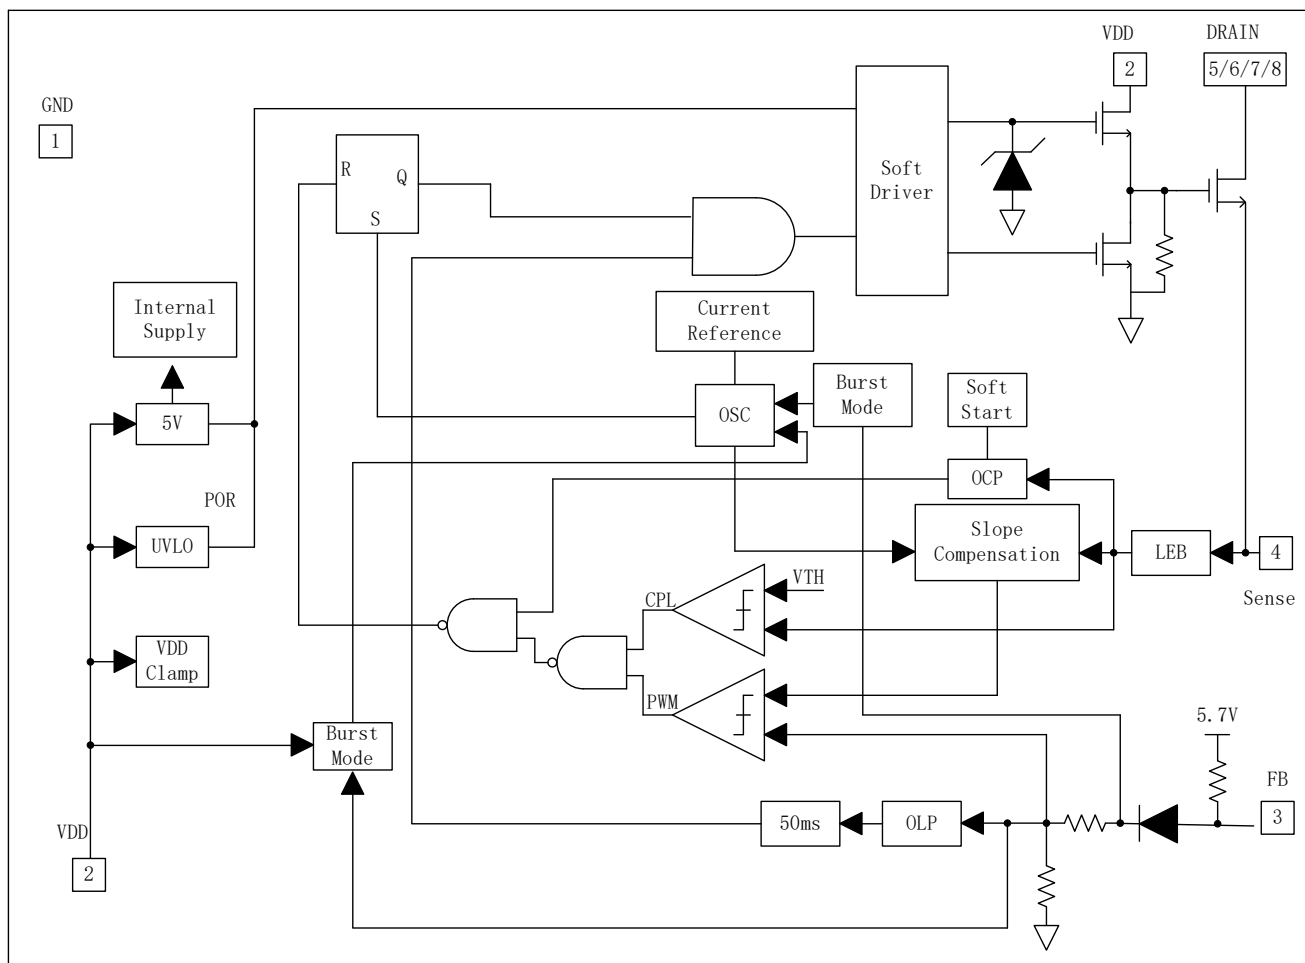 VDD
DRAIN
2
5/6/7/8
GND
1
R
Q
S
Soft
Driver
Internal
Supply
Current
Reference
Burst
Mode
Soft
Start
5V
OSC
POR
OCP
UVLO
Slope
Compensation
LEB
4
Sense
VTH
CPL
VDD
Clamp
PWM
Burst
Mode
5.7V
FB
3
50ms
OLP
VDD
2